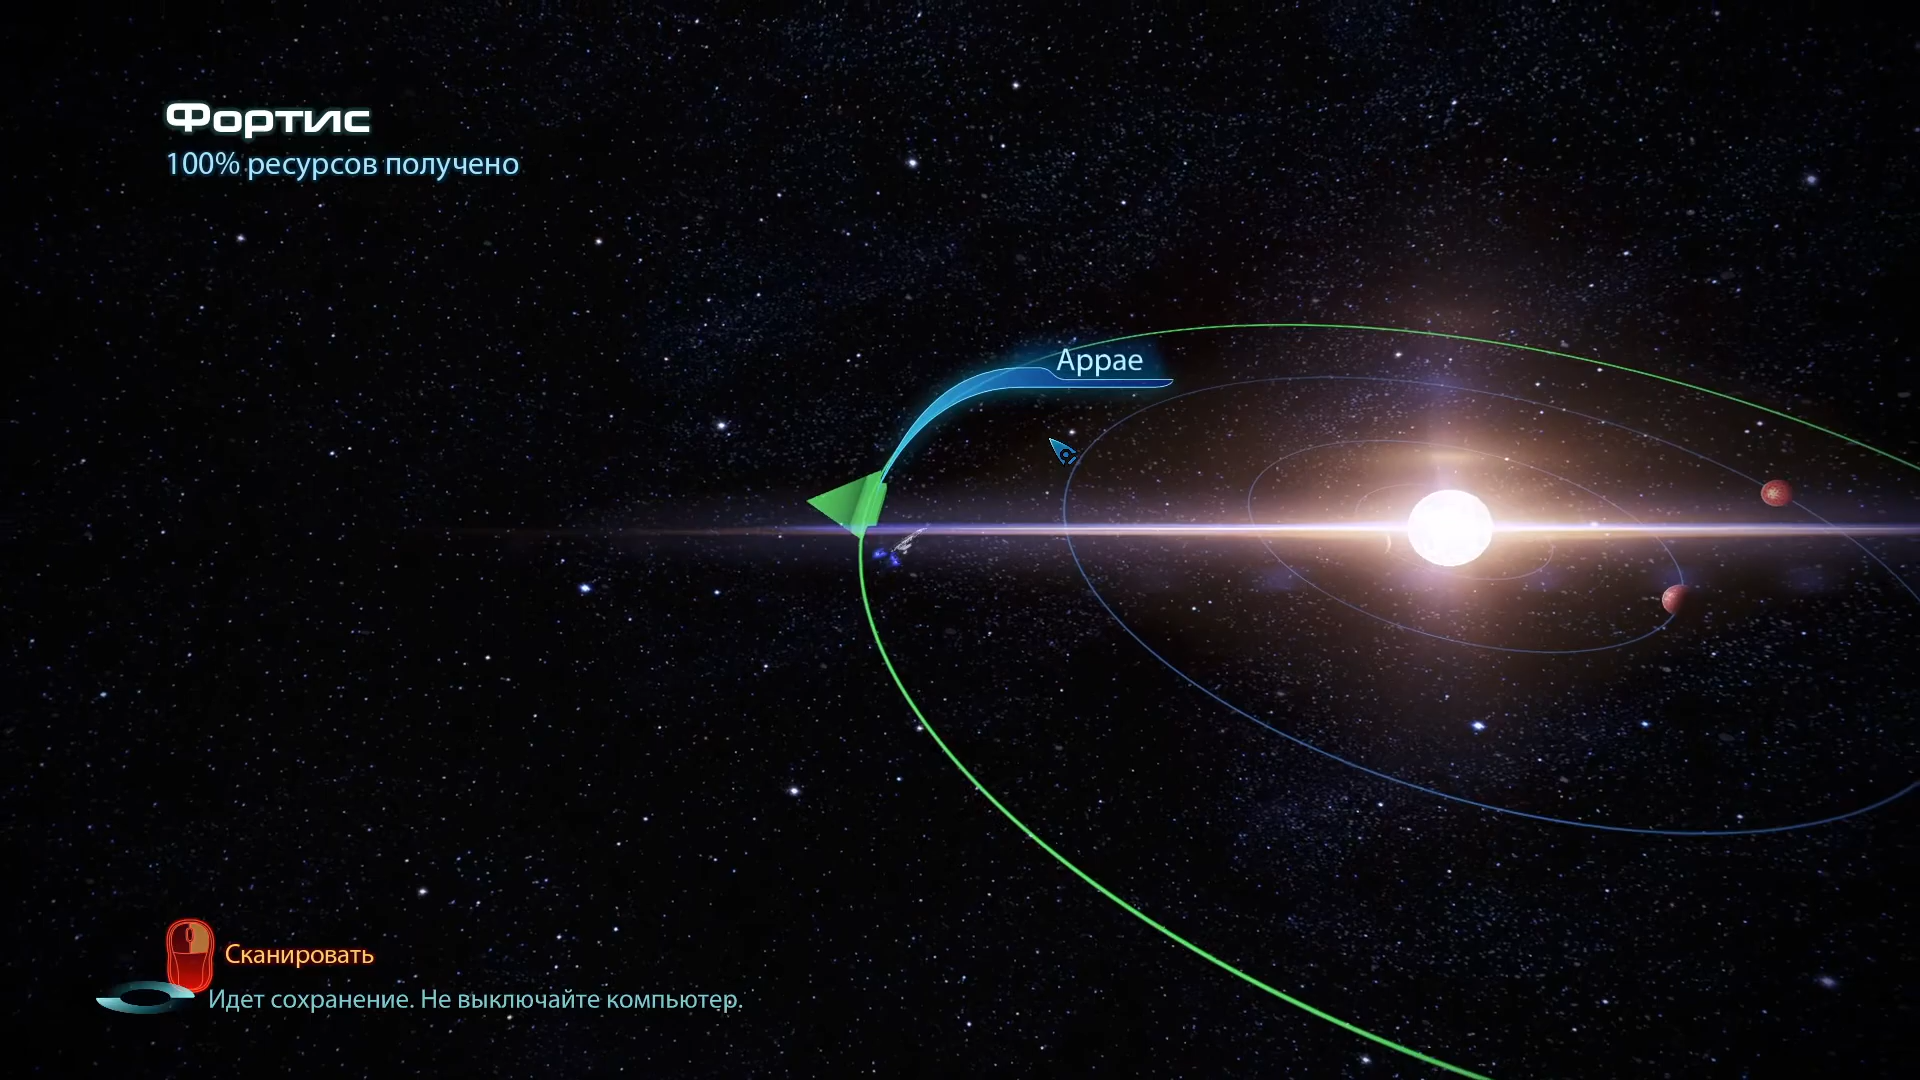 Фортис
100% ресурсов получено
Аррае
Сканировать
Идет сохранение. Не выключайте компьютер.